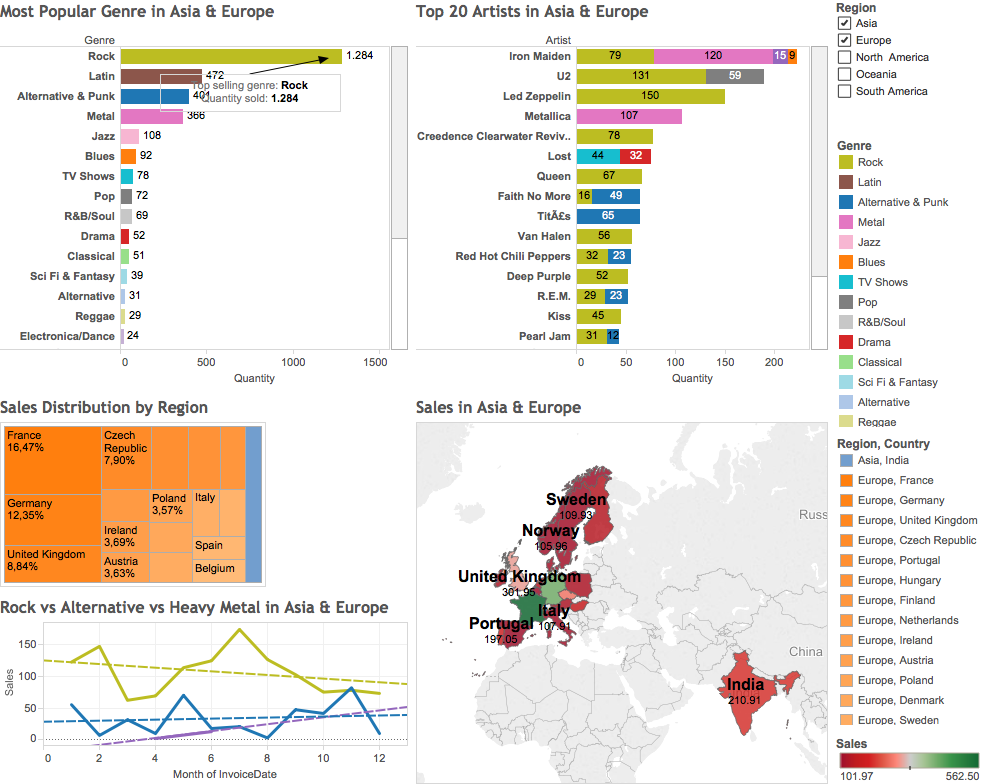 Most Popular Genre in Asia & Europe
Genre
Rock 1.284
Latin 472
Alternative & Punk 401
Metal 366
Jazz 108
Blues 92
TV Shows 78
Pop 72
R&B/Soul 69
Drama 52
Classical 51
Sci Fi & Fantasy 39
Alternative 31
Reggae 29
Electronica/Dance 24
Top selling genre: Rock
Quantity sold: 1.284
0 500 1000 1500
Quantity
Top 20 Artists in Asia & Europe
Artist
Iron Maiden 79 120 15 9
U2 131 59
Led Zeppelin 150
Metallica 107
Creedence Clearwater Reviv.. 78
Lost 44 32
Queen 67
Faith No More 16 49
TitÃ£s 65
Van Halen 56
Red Hot Chili Peppers 32 23
Deep Purple 52
R.E.M. 29 23
Kiss 45
Pearl Jam 31 12
0 50 100 150 200
Quantity
Region
Asia
Europe
North America
Oceania
South America
Genre
Rock
Latin
Alternative & Punk
Metal
Jazz
Blues
TV Shows
Pop
R&B/Soul
Drama
Classical
Sci Fi & Fantasy
Alternative
Reggae
Sales Distribution by Region
France
16,47%
Germany
12,35%
United Kingdom
8,84%
Czech
Republic
7,90%
Ireland
3,69%
Austria
3,63%
Poland
3,57%
Italy
Spain
Belgium
Sales in Asia & Europe
Sweden
109.93
Norway
105.96
United Kingdom
301.95
Italy
107.91
Portugal
197.05
India
210.91
Russ
China
Region, Country
Asia, India
Europe, France
Europe, Germany
Europe, United Kingdom
Europe, Czech Republic
Europe, Portugal
Europe, Hungary
Europe, Finland
Europe, Netherlands
Europe, Ireland
Europe, Austria
Europe, Poland
Europe, Denmark
Europe, Sweden
Sales
101.97 562.50
Rock vs Alternative vs Heavy Metal in Asia & Europe
Sales
150
100
50
0
0 2 4 6 8 10 12
Month of InvoiceDate